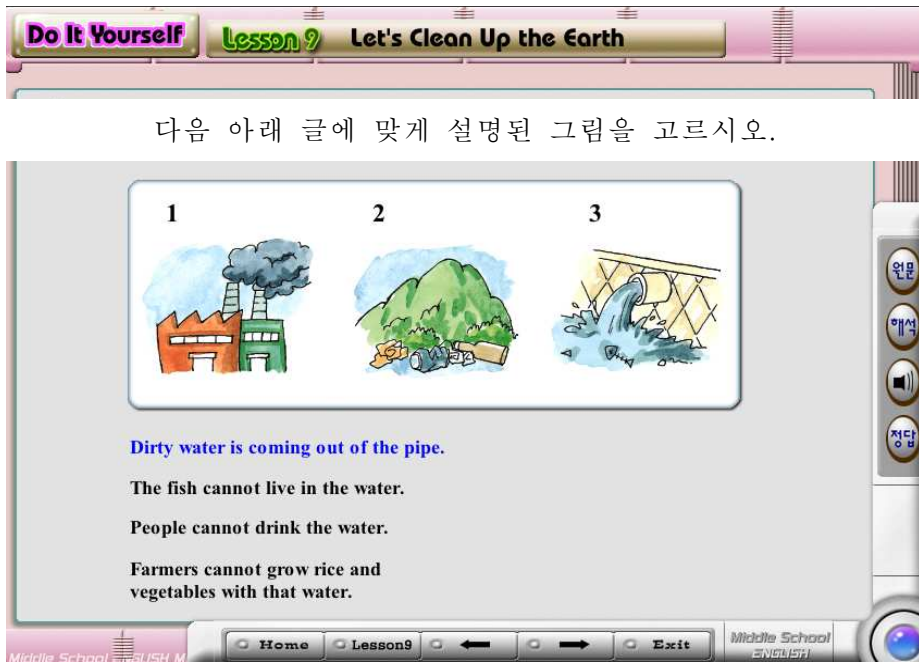 Do It Yourself Lesson 9 Let's Clean Up the Earth
다음 아래 글에 맞게 설명된 그림을 고르시오.
1 2 3
원문
해석
정답
Dirty water is coming out of the pipe.
The fish cannot live in the water.
People cannot drink the water.
Farmers cannot grow rice and
vegetables with that water.
Home Lesson9 Exit
Middle School
ENGLISH
Middle School ENGLISH M